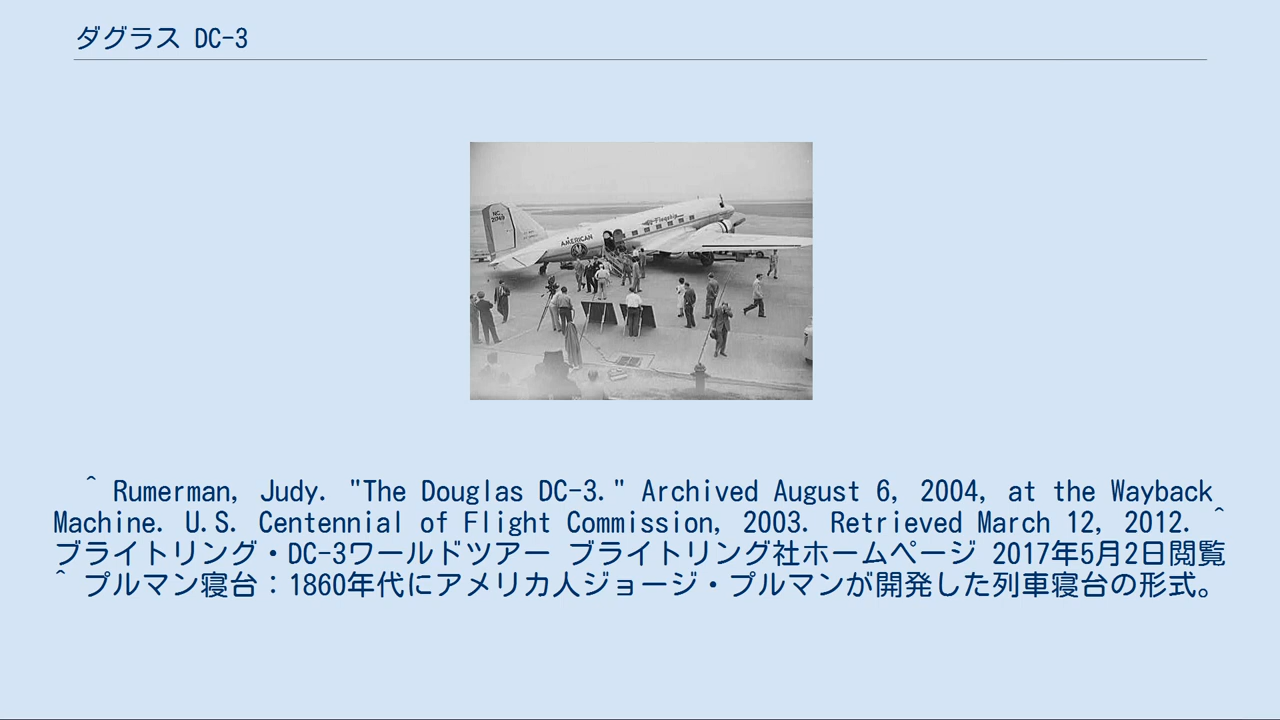 ダグラス DC-3
NC
21749
AMERICAN
Flagship
^ Rumerman, Judy. "The Douglas DC-3." Archived August 6, 2004, at the Wayback
Machine. U.S. Centennial of Flight Commission, 2003. Retrieved March 12, 2012. ^
ブライトリング・DC-3ワールドツアー ブライトリング社ホームページ 2017年5月2日閲覧
^ プルマン寝台：1860年代にアメリカ人ジョージ・プルマンが開発した列車寝台の形式。